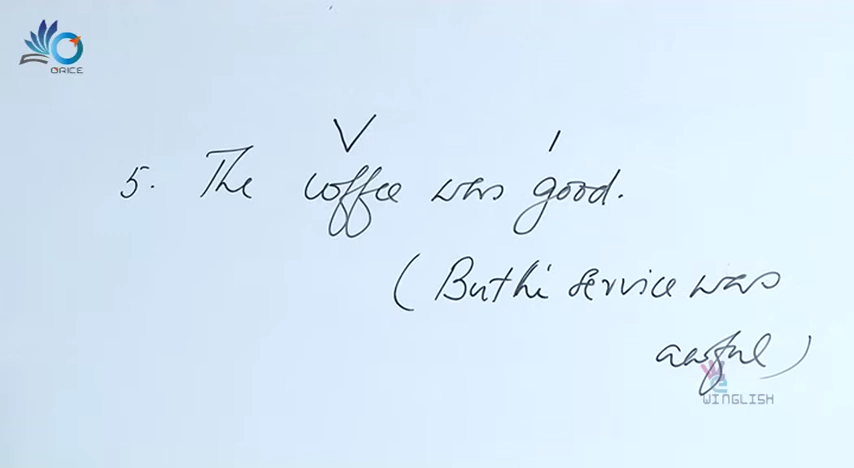 ORICE
5. The coffee was good.
(But the service was
awful)
WINGLISH